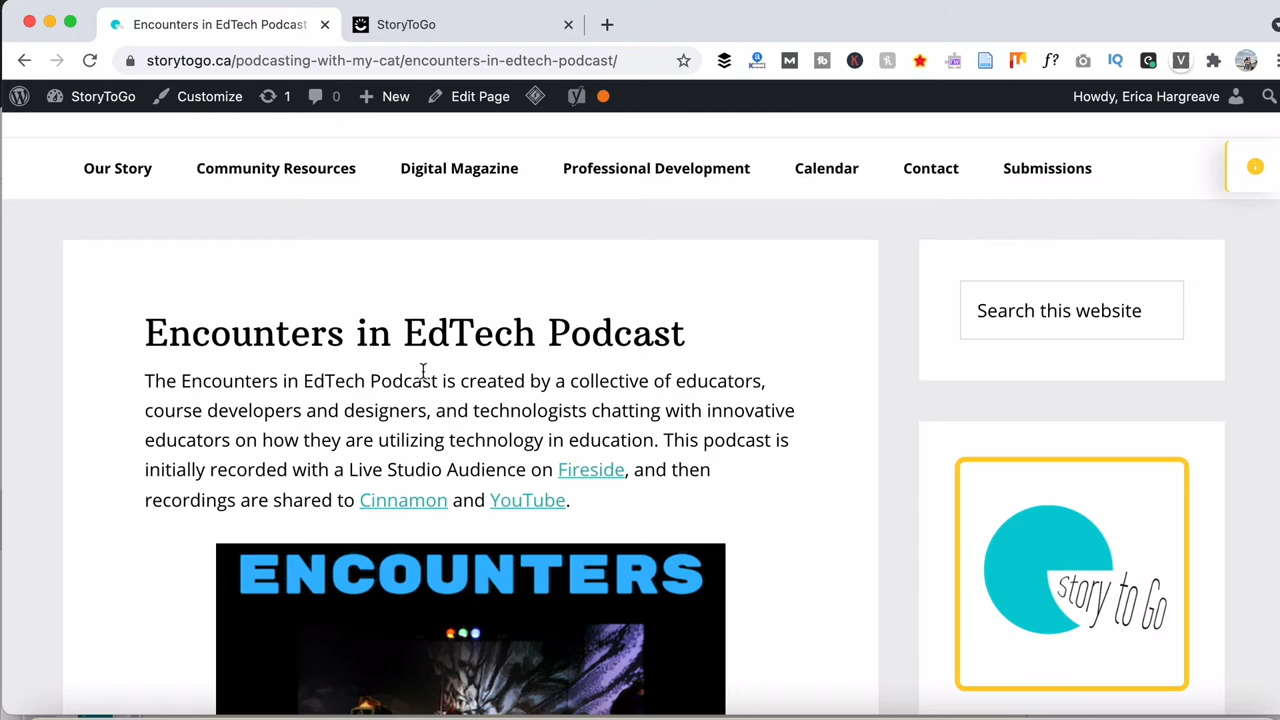 Encounters in EdTech Podcast
StoryToGo
storytogo.ca/podcasting-with-my-cat/encounters-in-edtech-podcast/
StoryToGo
Customize
1
0
New
Edit Page
Howdy, Erica Hargreave
Our Story
Community Resources
Digital Magazine
Professional Development
Calendar
Contact
Submissions
Encounters in EdTech Podcast
The Encounters in EdTech Podcast is created by a collective of educators,
course developers and designers, and technologists chatting with innovative
educators on how they are utilizing technology in education. This podcast is
initially recorded with a Live Studio Audience on Fireside, and then
recordings are shared to Cinnamon and YouTube.
ENCOUNTERS
Search this website
story to Go